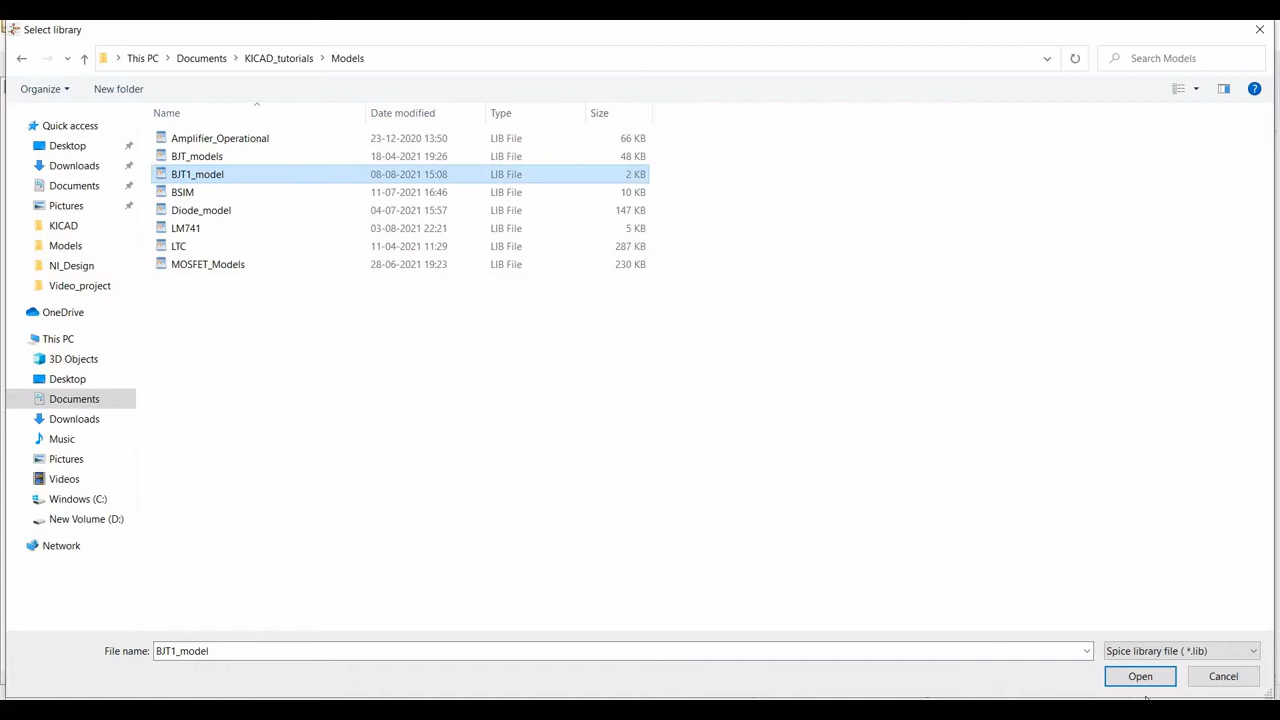 Select library
This PC Documents KICAD_tutorials Models
Search Models
Organize New folder
Name Date modified Type Size
Quick access
Desktop
Downloads
Documents
Pictures
KICAD
Models
NI_Design
Video_project
OneDrive
This PC
3D Objects
Desktop
Documents
Downloads
Music
Pictures
Videos
Windows (C:)
New Volume (D:)
Network
Amplifier_Operational 23-12-2020 13:50 LIB File 66 KB
BJT_models 18-04-2021 19:26 LIB File 48 KB
BJT1_model 08-08-2021 15:08 LIB File 2 KB
BSIM 11-07-2021 16:46 LIB File 10 KB
Diode_model 04-07-2021 15:57 LIB File 147 KB
LM741 03-08-2021 22:21 LIB File 5 KB
LTC 11-04-2021 11:29 LIB File 287 KB
MOSFET_Models 28-06-2021 19:23 LIB File 230 KB
File name: BJT1_model
Spice library file ( *.lib)
Open Cancel